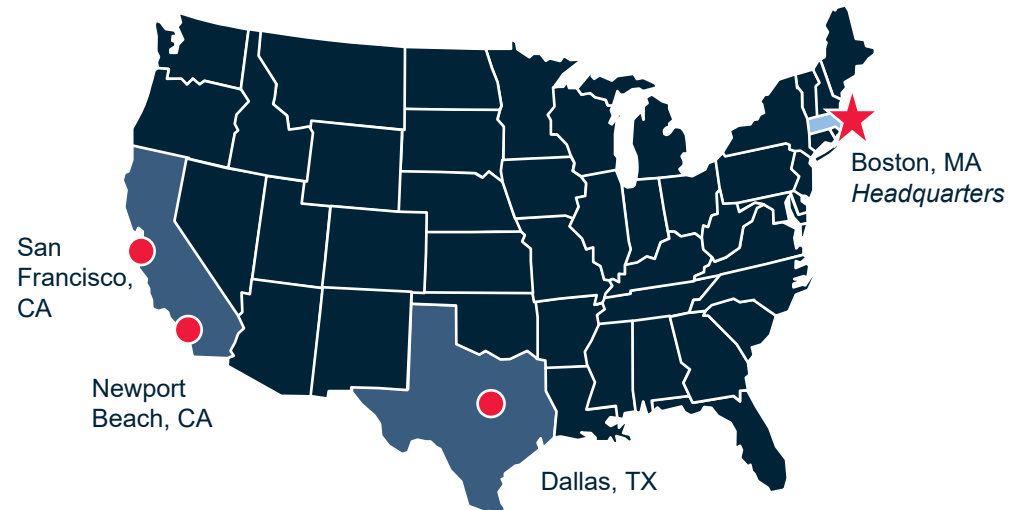 Boston, MA
Headquarters
San
Francisco,
CA
Newport
Beach, CA
Dallas, TX